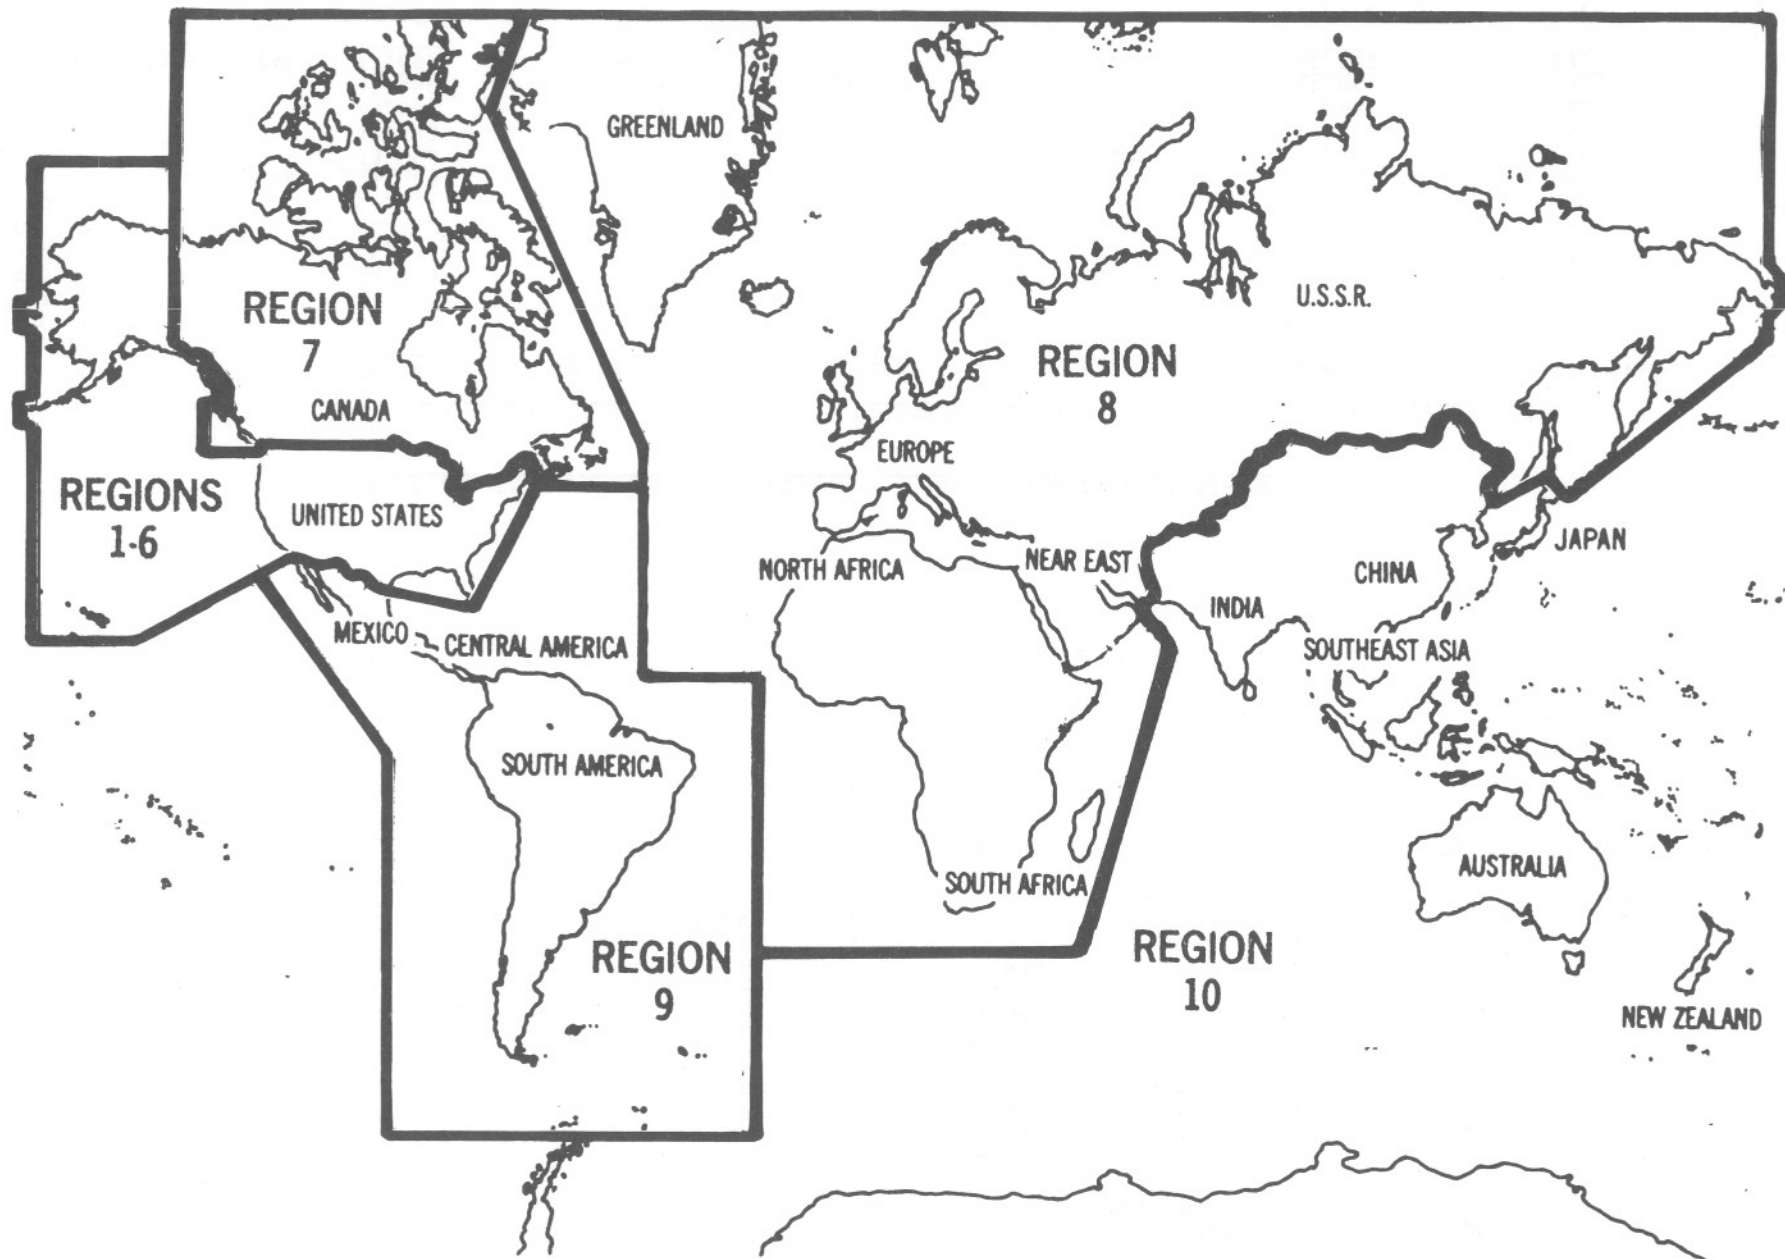 GREENLAND
REGION
7
U.S.S.R.
REGION
8
CANADA
EUROPE
REGIONS
1-6
UNITED STATES
JAPAN
NORTH AFRICA
NEAR EAST
CHINA
INDIA
MEXICO
CENTRAL AMERICA
SOUTHEAST ASIA
SOUTH AMERICA
AUSTRALIA
SOUTH AFRICA
REGION
9
REGION
10
NEW ZEALAND